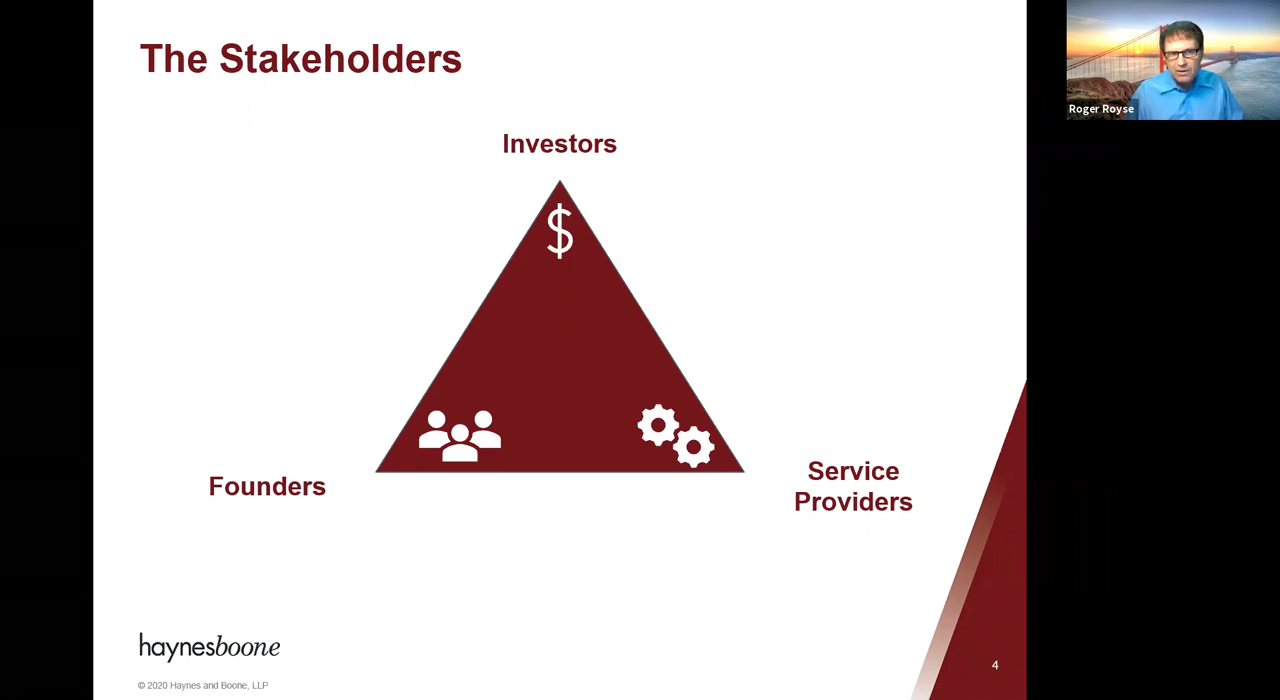 The Stakeholders
Roger Royse
Investors
$
Founders
Service
Providers
haynesboone
4
© 2020 Haynes and Boone, LLP